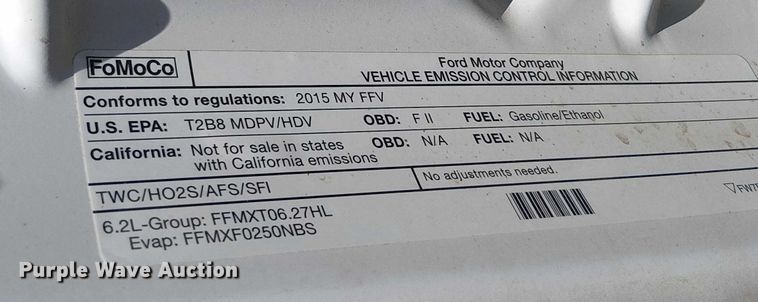 FoMoCo
Ford Motor Company
VEHICLE EMISSION CONTROL INFORMATION
Conforms to regulations: 2015 MY FFV
U.S. EPA: T2B8 MDPV/HDV OBD: F II FUEL: Gasoline/Ethanol
California: Not for sale in states with California emissions OBD: N/A FUEL: N/A
TWC/HO2S/AFS/SFI
No adjustments needed.
6.2L-Group: FFMXT06.27HL
Evap: FFMXF0250NBS
Purple Wave Auction